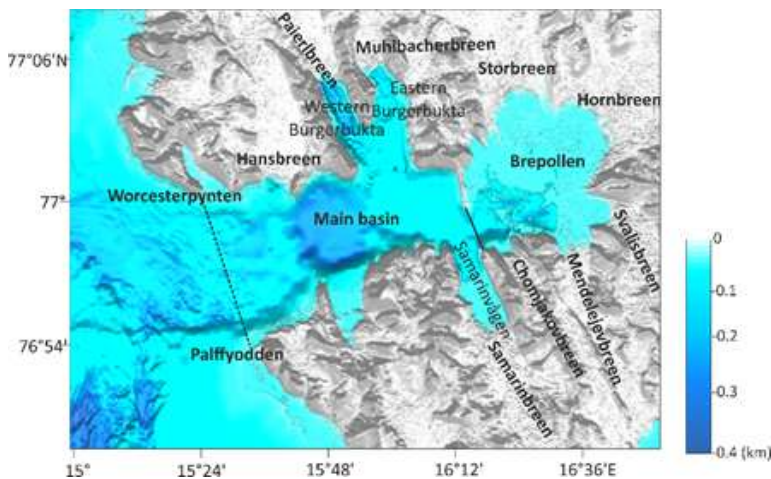 77°06′N
77°
76°54′
15°
15°24′
15°48′
16°12′
16°36′E
Paierlbreen
Muhlbacherbreen
Storbreen
Hornbreen
Western
Burgerbukta
Eastern
Burgerbukta
Hansbreen
Brepollen
Worcesterpynten
Main basin
Svalisbreen
Samarinvågen
Chomjakovbreen
Mendelejevbreen
Samarinbreen
Palffyodden
0
0.1
0.2
0.3
0.4 (km)